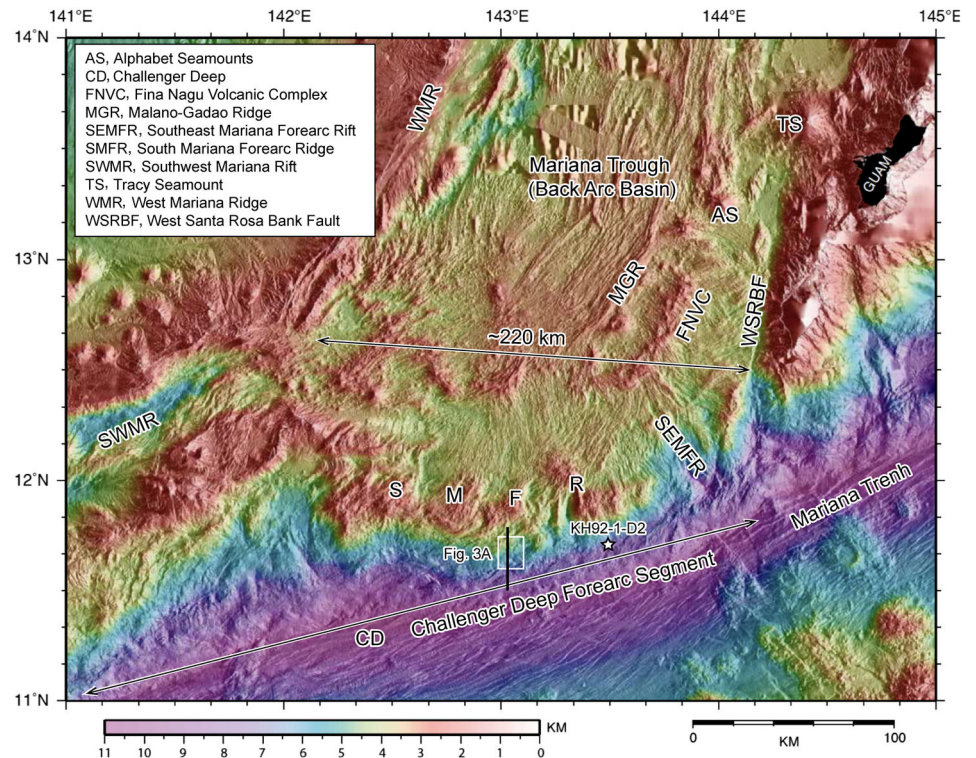 141°E 142°E 143°E 144°E 145°E
14°N
AS, Alphabet Seamounts
CD, Challenger Deep
FNVC, Fina Nagu Volcanic Complex
MGR, Malano-Gadao Ridge
SEMFR, Southeast Mariana Forearc Rift
SMFR, South Mariana Forearc Ridge
SWMR, Southwest Mariana Rift
TS, Tracy Seamount
WMR, West Mariana Ridge
WSRBF, West Santa Rosa Bank Fault
WMR
TS
Mariana Trough
(Back Arc Basin)
GUAM
AS
13°N
MGR
FNVC
WSRBF
~220 km
SWMR
SEMFR
12°N
S M F R
KH92-1-D2
Fig. 3A
Mariana Trenh
Challenger Deep Forearc Segment
CD
11°N
KM
11 10 9 8 7 6 5 4 3 2 1 0
0 100
KM